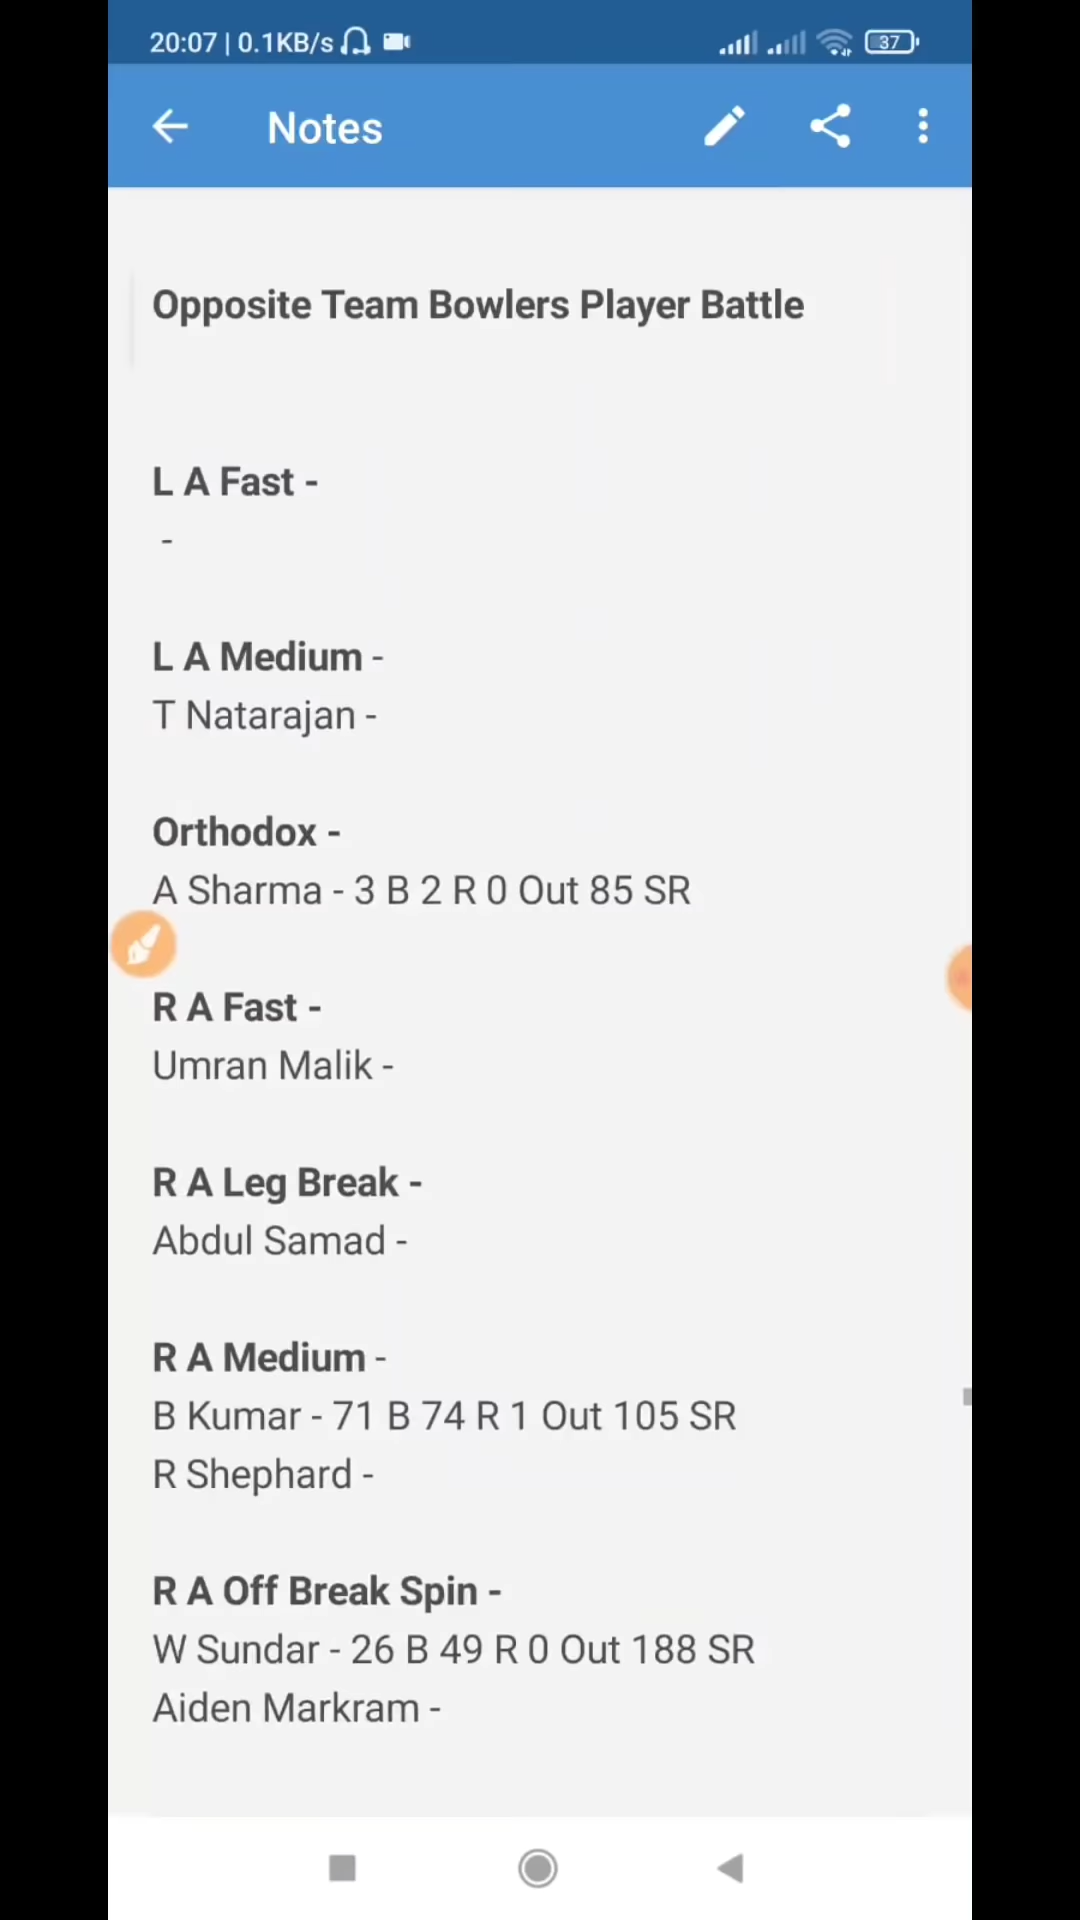 20:07 | 0.1KB/s
37
Notes
Opposite Team Bowlers Player Battle
L A Fast -
-
L A Medium -
T Natarajan -
Orthodox -
A Sharma - 3 B 2 R 0 Out 85 SR
R A Fast -
Umran Malik -
R A Leg Break -
Abdul Samad -
R A Medium -
B Kumar - 71 B 74 R 1 Out 105 SR
R Shephard -
R A Off Break Spin -
W Sundar - 26 B 49 R 0 Out 188 SR
Aiden Markram -